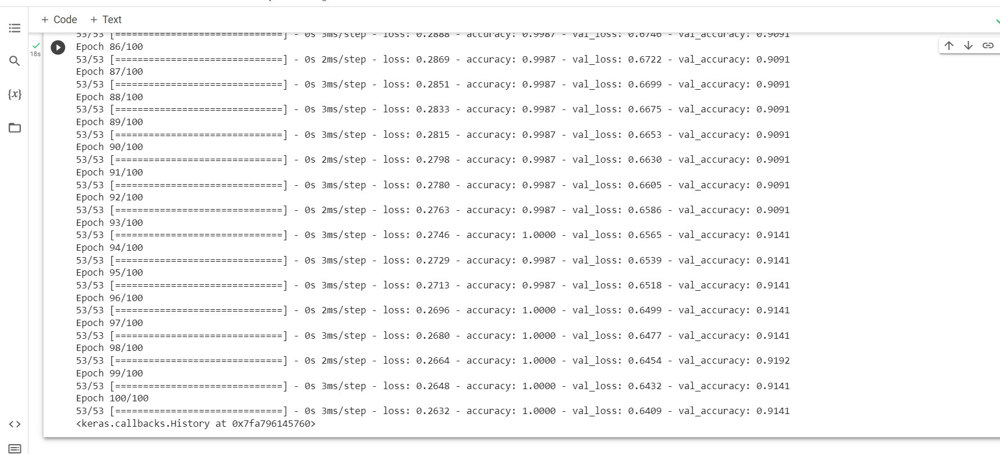 + Code + Text
18s
53/53 [==============================] - 0s 3ms/step - loss: 0.2888 - accuracy: 0.9987 - val_loss: 0.6746 - val_accuracy: 0.9091
Epoch 86/100
53/53 [==============================] - 0s 2ms/step - loss: 0.2869 - accuracy: 0.9987 - val_loss: 0.6722 - val_accuracy: 0.9091
Epoch 87/100
53/53 [==============================] - 0s 3ms/step - loss: 0.2851 - accuracy: 0.9987 - val_loss: 0.6699 - val_accuracy: 0.9091
Epoch 88/100
53/53 [==============================] - 0s 3ms/step - loss: 0.2833 - accuracy: 0.9987 - val_loss: 0.6675 - val_accuracy: 0.9091
Epoch 89/100
53/53 [==============================] - 0s 3ms/step - loss: 0.2815 - accuracy: 0.9987 - val_loss: 0.6653 - val_accuracy: 0.9091
Epoch 90/100
53/53 [==============================] - 0s 2ms/step - loss: 0.2798 - accuracy: 0.9987 - val_loss: 0.6630 - val_accuracy: 0.9091
Epoch 91/100
53/53 [==============================] - 0s 3ms/step - loss: 0.2780 - accuracy: 0.9987 - val_loss: 0.6605 - val_accuracy: 0.9091
Epoch 92/100
53/53 [==============================] - 0s 2ms/step - loss: 0.2763 - accuracy: 0.9987 - val_loss: 0.6586 - val_accuracy: 0.9091
Epoch 93/100
53/53 [==============================] - 0s 3ms/step - loss: 0.2746 - accuracy: 1.0000 - val_loss: 0.6565 - val_accuracy: 0.9141
Epoch 94/100
53/53 [==============================] - 0s 3ms/step - loss: 0.2729 - accuracy: 0.9987 - val_loss: 0.6539 - val_accuracy: 0.9141
Epoch 95/100
53/53 [==============================] - 0s 3ms/step - loss: 0.2713 - accuracy: 0.9987 - val_loss: 0.6518 - val_accuracy: 0.9141
Epoch 96/100
53/53 [==============================] - 0s 2ms/step - loss: 0.2696 - accuracy: 1.0000 - val_loss: 0.6499 - val_accuracy: 0.9141
Epoch 97/100
53/53 [==============================] - 0s 3ms/step - loss: 0.2680 - accuracy: 1.0000 - val_loss: 0.6477 - val_accuracy: 0.9141
Epoch 98/100
53/53 [==============================] - 0s 2ms/step - loss: 0.2664 - accuracy: 1.0000 - val_loss: 0.6454 - val_accuracy: 0.9192
Epoch 99/100
53/53 [==============================] - 0s 3ms/step - loss: 0.2648 - accuracy: 1.0000 - val_loss: 0.6432 - val_accuracy: 0.9141
Epoch 100/100
53/53 [==============================] - 0s 3ms/step - loss: 0.2632 - accuracy: 1.0000 - val_loss: 0.6409 - val_accuracy: 0.9141
<keras.callbacks.History at 0x7fa796145760>